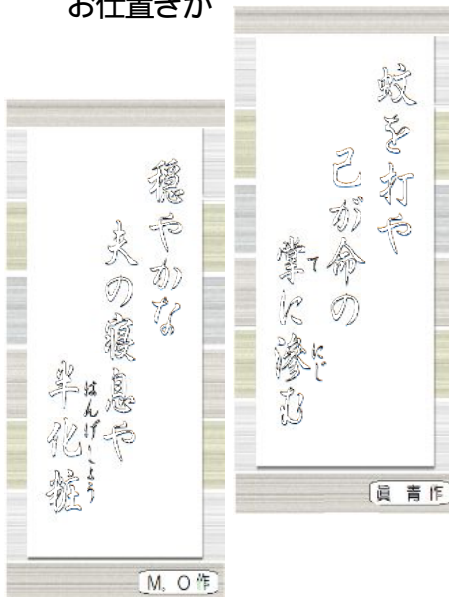 お仕置きか
蚊を打や
己が命の
掌に滲む
て
にじ
眞青作
穏やかな
夫の寝息や
半化粧
はんげしょう
M, O作